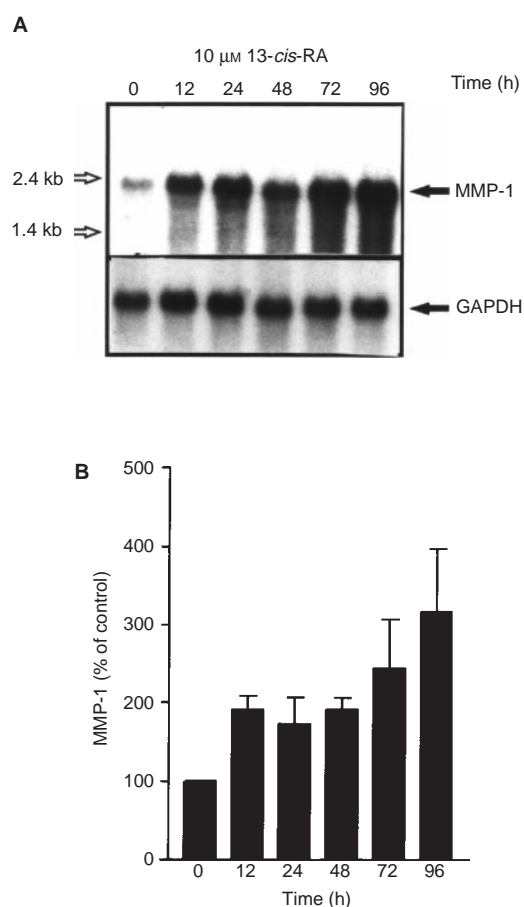 A
10 µM 13-cis-RA
0 12 24 48 72 96 Time (h)
2.4 kb
MMP-1
1.4 kb
GAPDH
B
500
400
300
200
100
0
MMP-1 (% of control)
0 12 24 48 72 96
Time (h)